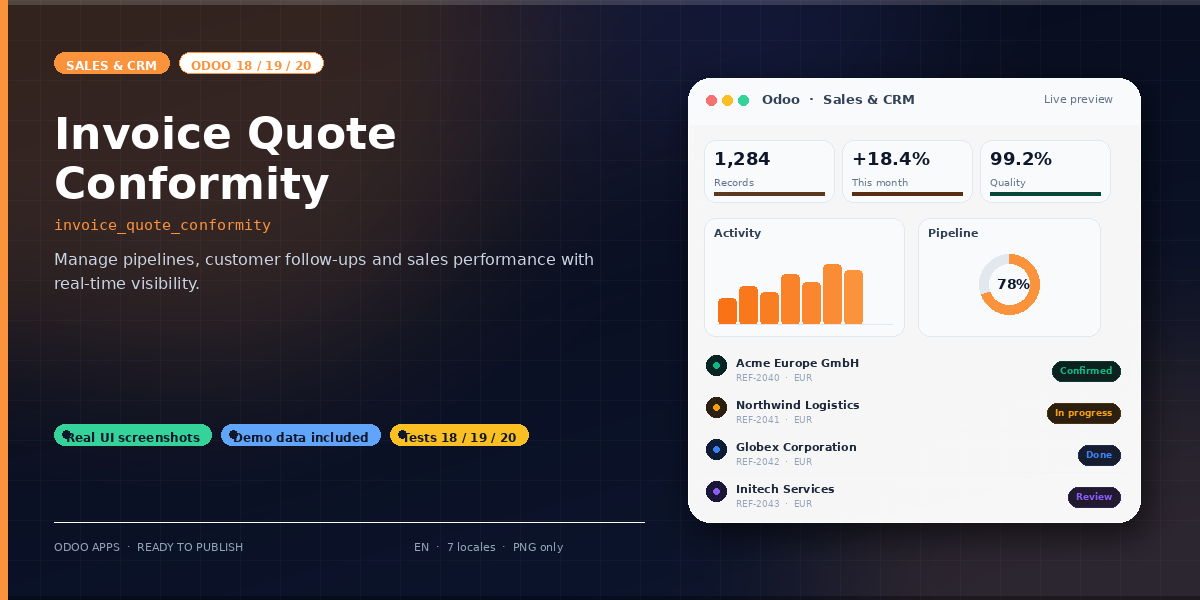 SALES & CRM
ODOO 18 / 19 / 20
Invoice Quote
Conformity
invoice_quote_conformity
Manage pipelines, customer follow-ups and sales performance with
real-time visibility.
Real UI screenshots
Demo data included
Tests 18 / 19 / 20
ODOO APPS · READY TO PUBLISH
EN · 7 locales · PNG only
Odoo · Sales & CRM
Live preview
1,284
Records
+18.4%
This month
99.2%
Quality
Activity
Pipeline
78%
Acme Europe GmbH
REF-2040 · EUR
Confirmed
Northwind Logistics
REF-2041 · EUR
In progress
Globex Corporation
REF-2042 · EUR
Done
Initech Services
REF-2043 · EUR
Review